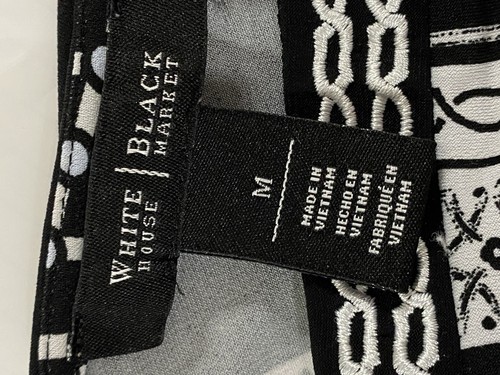 WHITE HOUSE | BLACK MARKET
M
MADE IN
VIETNAM
HECHO EN
VIETNAM
FABRIQUÉ EN
VIETNAM